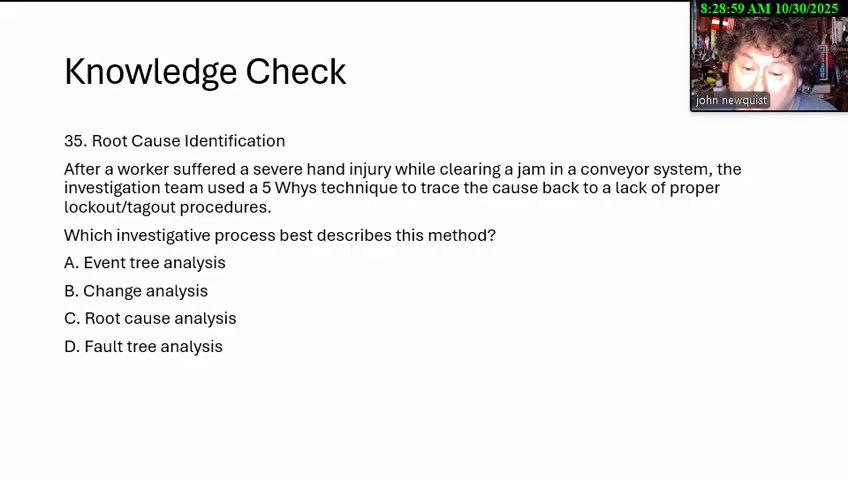 8:28:59 AM 10/30/2025
Knowledge Check
john newquist
35. Root Cause Identification
After a worker suffered a severe hand injury while clearing a jam in a conveyor system, the
investigation team used a 5 Whys technique to trace the cause back to a lack of proper
lockout/tagout procedures.
Which investigative process best describes this method?
A. Event tree analysis
B. Change analysis
C. Root cause analysis
D. Fault tree analysis